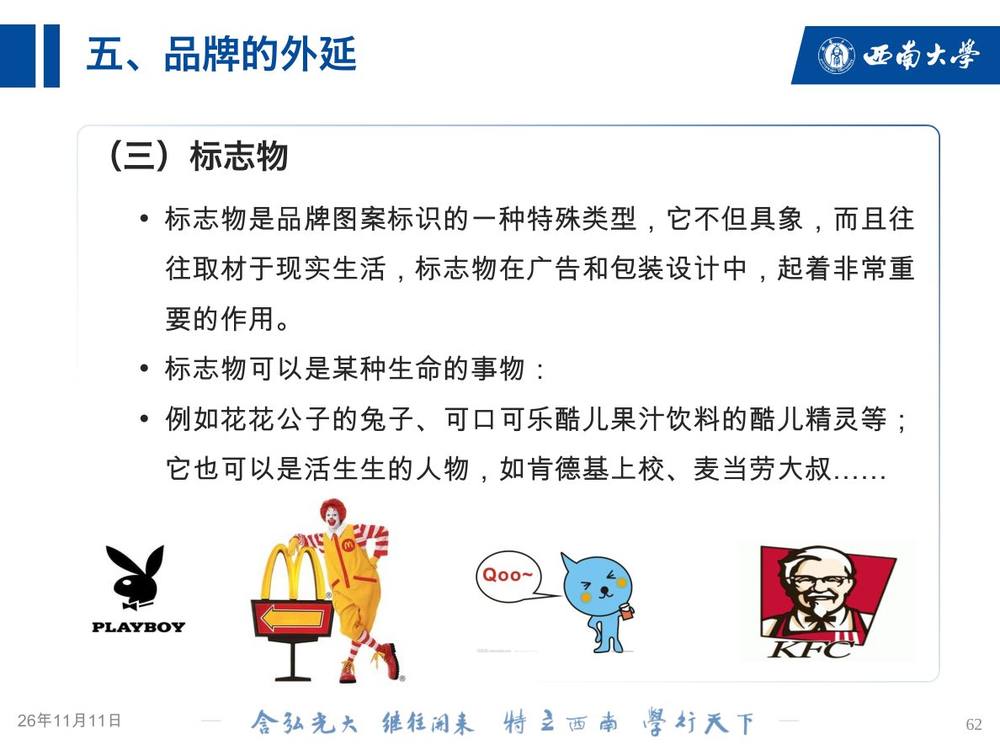 五、品牌的外延
西南大学
（三）标志物
• 标志物是品牌图案标识的一种特殊类型，它不但具象，而且往
往取材于现实生活，标志物在广告和包装设计中，起着非常重
要的作用。
• 标志物可以是某种生命的事物：
• 例如花花公子的兔子、可口可乐酷儿果汁饮料的酷儿精灵等；
它也可以是活生生的人物，如肯德基上校、麦当劳大叔……
PLAYBOY
Qoo~
KFC
26年11月11日
含弘光大 继往开来 特立西南 學行天下
62